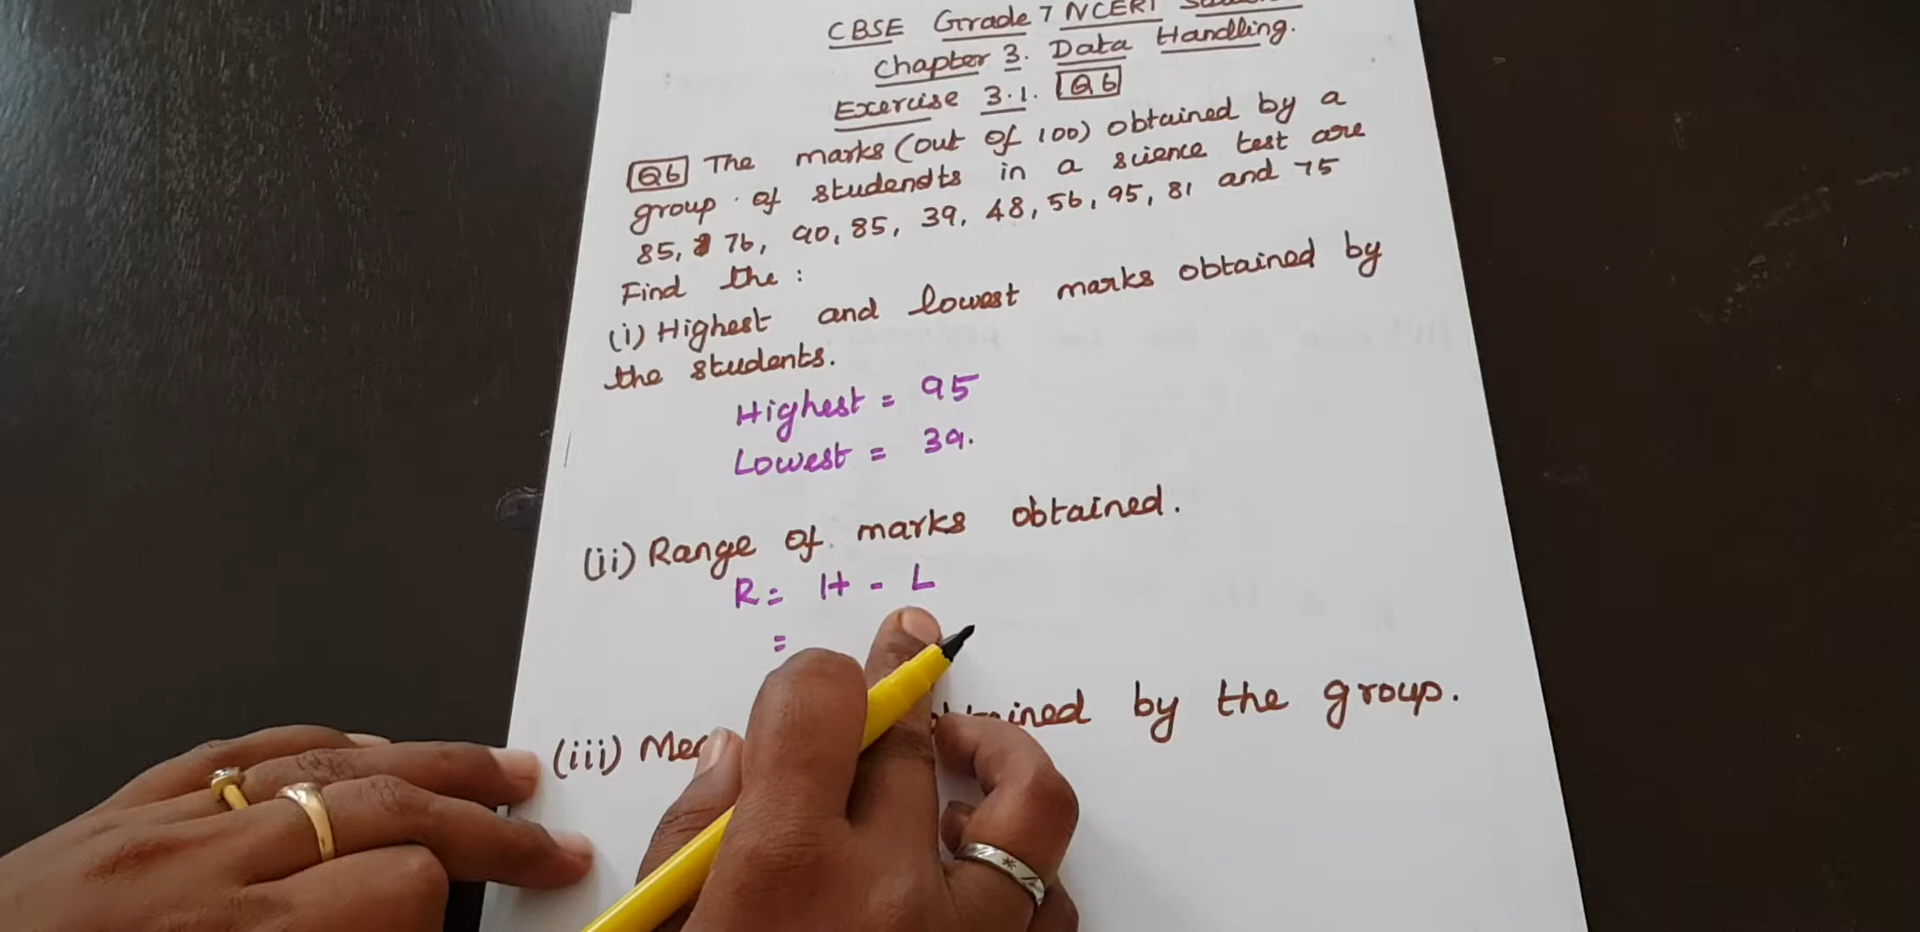 CBSE Grade 7 NCERT
Chapter 3. Data Handling.
Exercise 3.1. Q6
Q6 The marks (out of 100) obtained by a
group of studendts in a science test are
85, 76, 90, 85, 39, 48, 56, 95, 81 and 75
Find the :
(i) Highest and lowest marks obtained by
the students.
Highest = 95
Lowest = 39.
(ii) Range of marks obtained.
R = H - L
=
(iii) by the group.